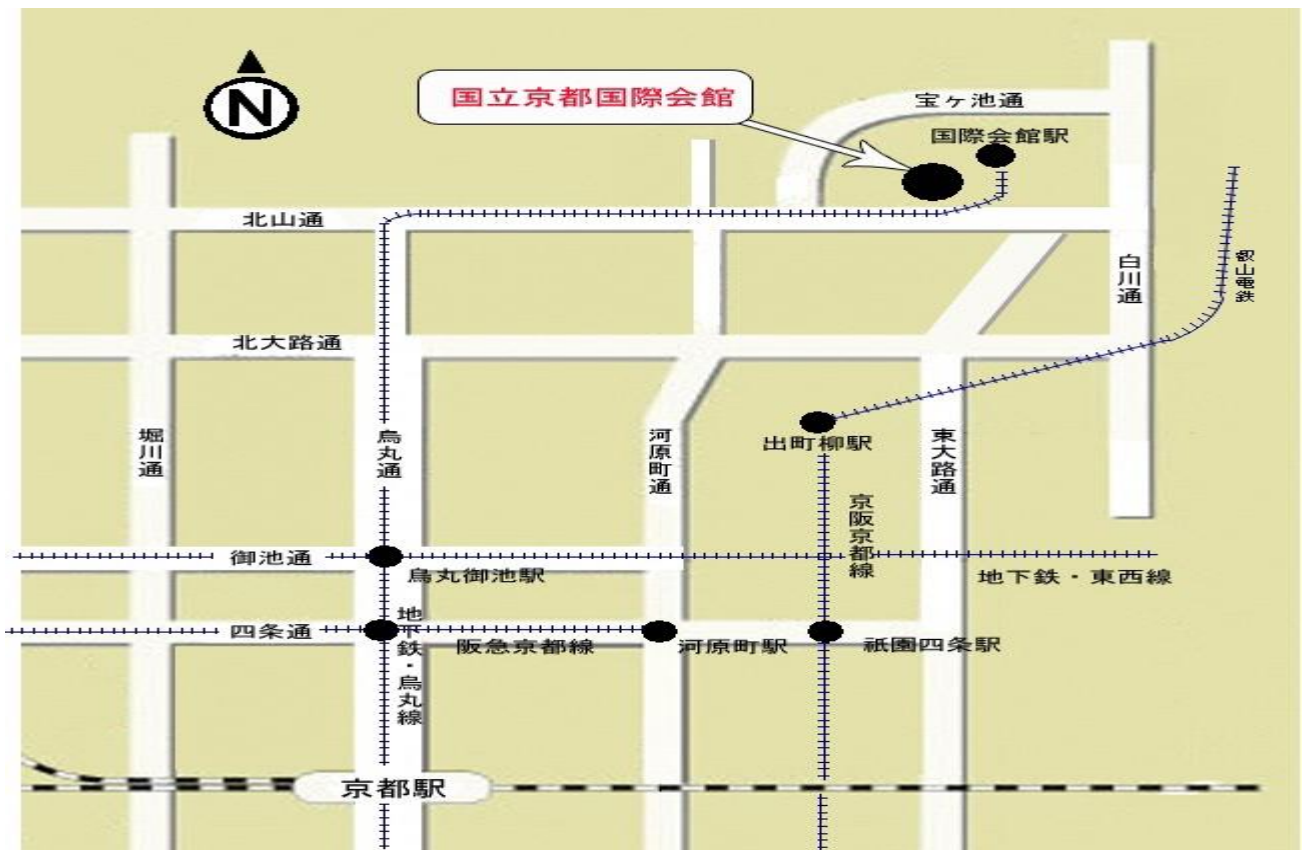 N
国立京都国際会館
宝ヶ池通
国際会館駅
北山通
白川通
叡山電鉄
北大路通
堀川通
烏丸通
河原町通
出町柳駅
東大路通
京阪京都線
御池通
烏丸御池駅
地下鉄・東西線
四条通
地下鉄・烏丸線
阪急京都線
河原町駅
祇園四条駅
京都駅